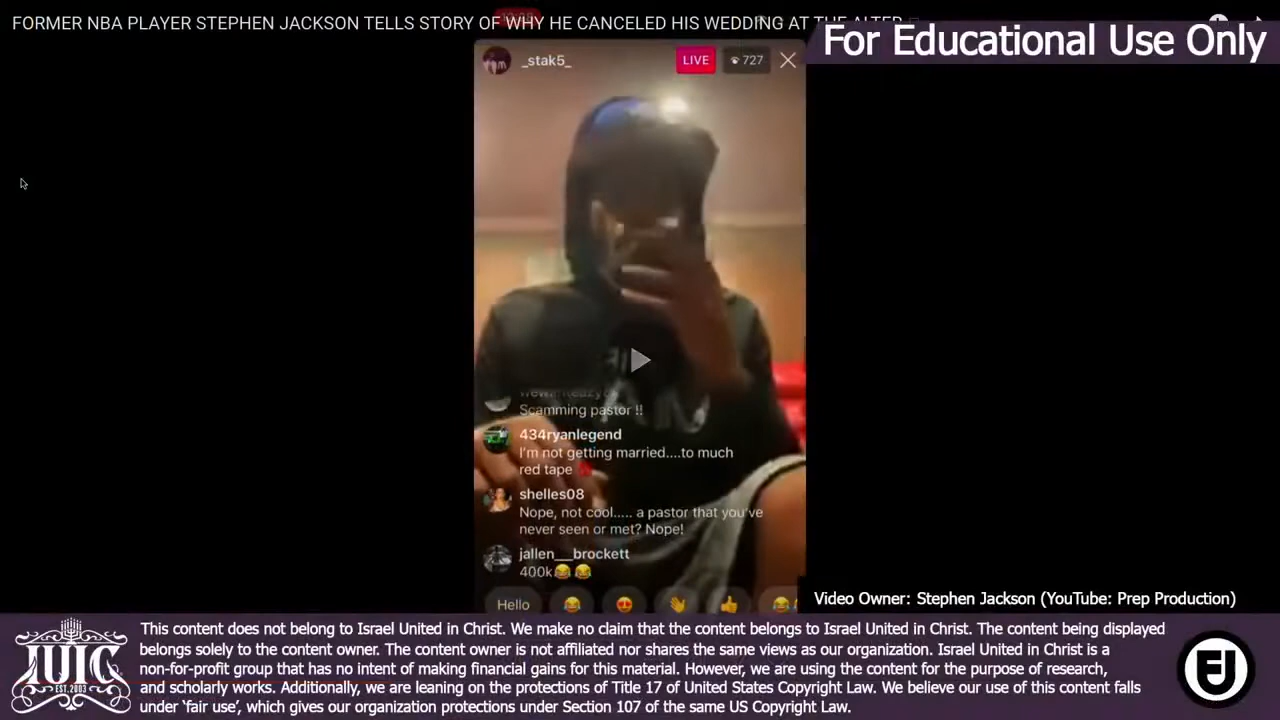 FORMER NBA PLAYER STEPHEN JACKSON TELLS STORY OF WHY HE CANCELED HIS WEDDING AT THE ALTER
For Educational Use Only
_stak5_
LIVE
727
Scamming pastor !!
434ryanlegend
I'm not getting married....to much
red tape
shelles08
Nope, not cool..... a pastor that you've
never seen or met? Nope!
jallen__brockett
400k😂😂
Hello
Video Owner: Stephen Jackson (YouTube: Prep Production)
This content does not belong to Israel United in Christ. We make no claim that the content belongs to Israel United in Christ. The content being displayed
belongs solely to the content owner. The content owner is not affiliated nor shares the same views as our organization. Israel United in Christ is a
non-for-profit group that has no intent of making financial gains for this material. However, we are using the content for the purpose of research,
and scholarly works. Additionally, we are leaning on the protections of Title 17 of United States Copyright Law. We believe our use of this content falls
under 'fair use', which gives our organization protections under Section 107 of the same US Copyright Law.
IUIC
EST. 2003